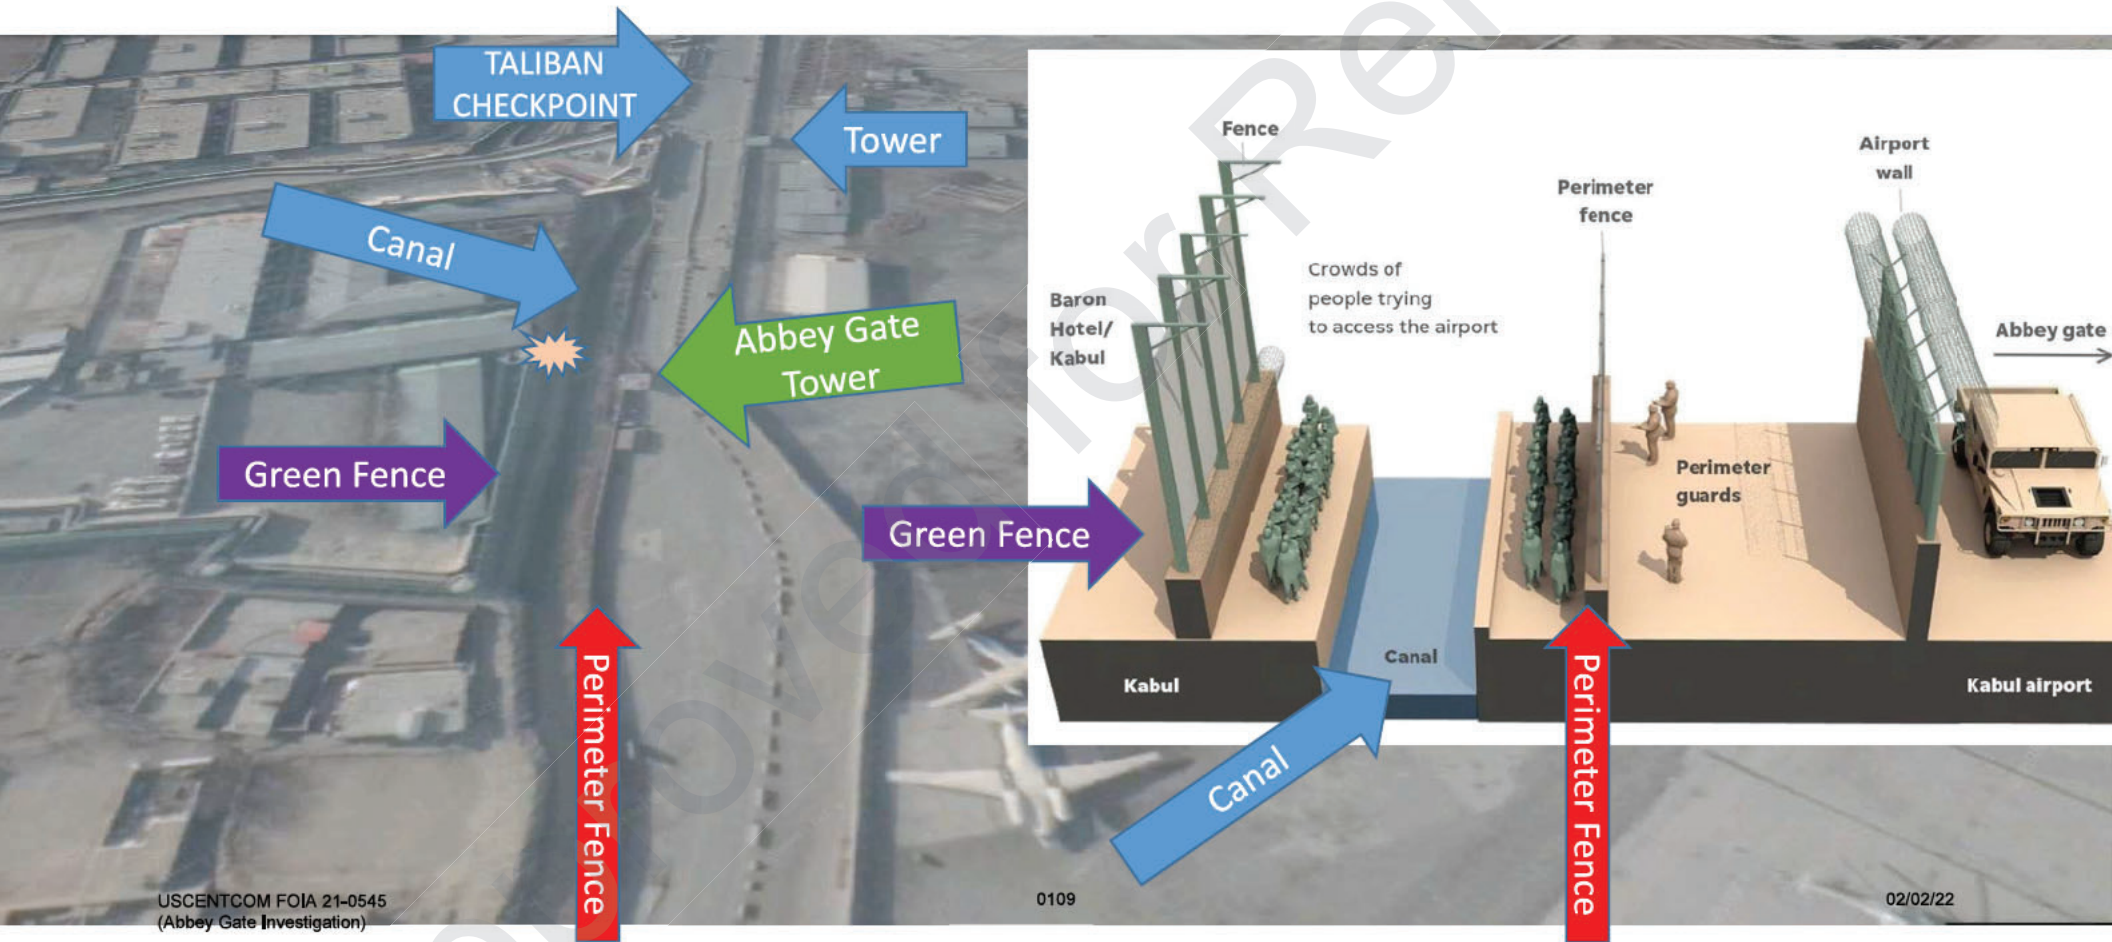 TALIBAN
CHECKPOINT
Tower
Canal
Abbey Gate
Tower
Green Fence
Perimeter Fence
Fence
Perimeter
fence
Airport
wall
Baron
Hotel/
Kabul
Crowds of
people trying
to access the airport
Abbey gate
Perimeter
guards
Green Fence
Canal
Kabul
Kabul airport
Canal
Perimeter Fence
USCENTCOM FOIA 21-0545
(Abbey Gate Investigation)
0109
02/02/22